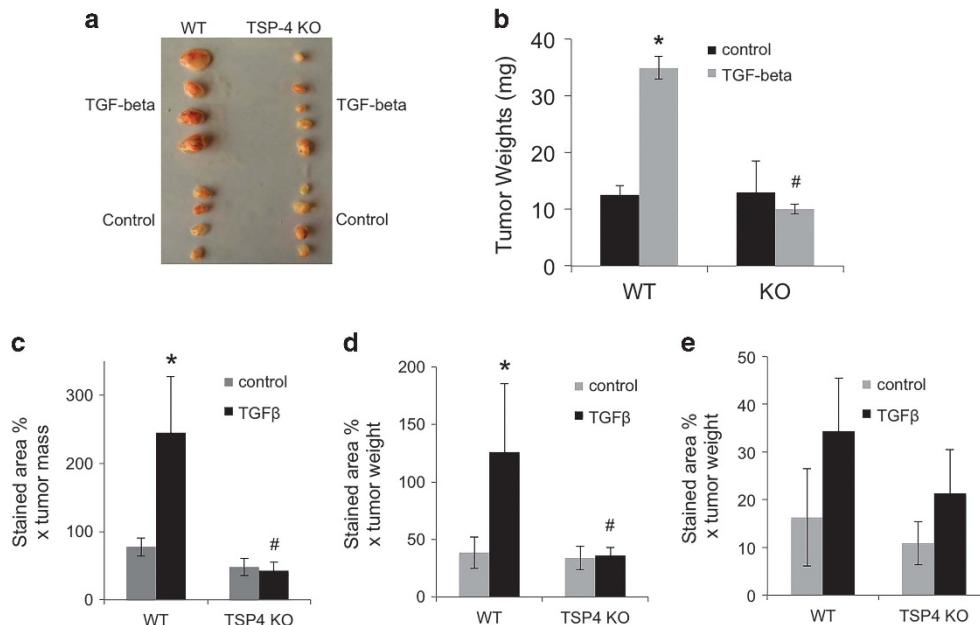 a
WT TSP-4 KO
TGF-beta TGF-beta
Control Control
b
Tumor Weights (mg)
40
30
20
10
0
*
#
control
TGF-beta
WT KO
c
Stained area %
x tumor mass
300
200
100
0
*
#
control
TGFβ
WT TSP4 KO
d
Stained area %
x tumor weight
200
150
100
50
0
*
#
control
TGFβ
WT TSP4 KO
e
Stained area %
x tumor weight
50
40
30
20
10
0
control
TGFβ
WT TSP4 KO